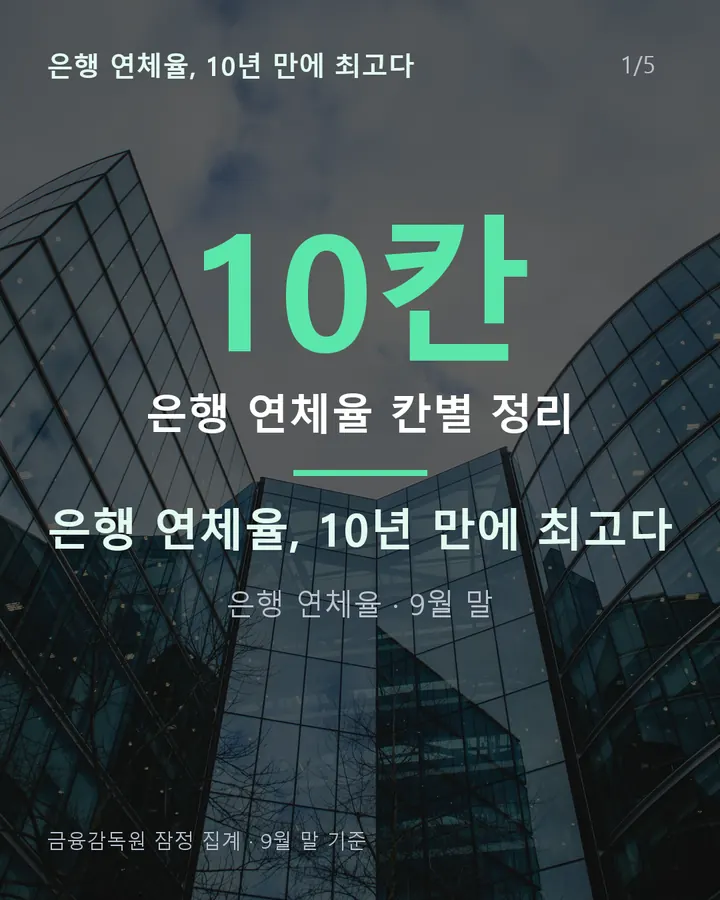 은행 연체율, 10년 만에 최고다
1/5
10칸
은행 연체율 칸별 정리
은행 연체율, 10년 만에 최고다
은행 연체율 · 9월 말
금융감독원 잠정 집계 · 9월 말 기준